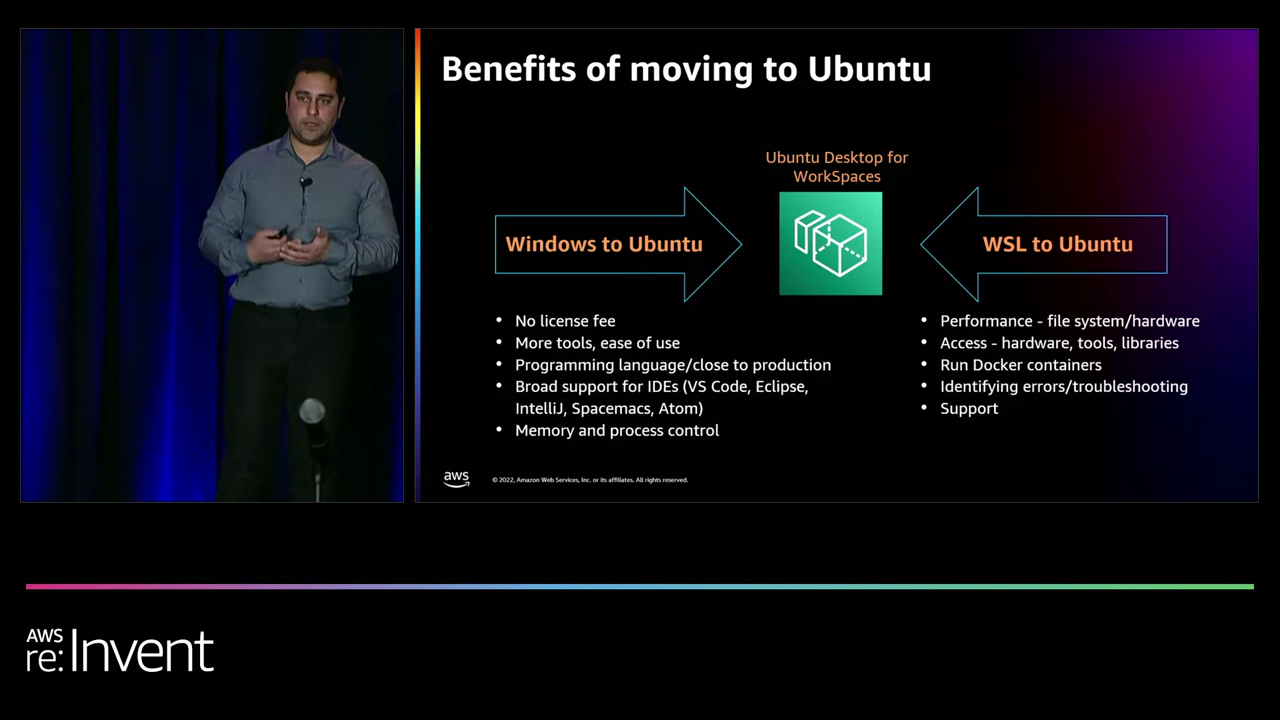 Benefits of moving to Ubuntu
Ubuntu Desktop for
WorkSpaces
Windows to Ubuntu
WSL to Ubuntu
• No license fee
• More tools, ease of use
• Programming language/close to production
• Broad support for IDEs (VS Code, Eclipse,
IntelliJ, Spacemacs, Atom)
• Memory and process control
• Performance - file system/hardware
• Access - hardware, tools, libraries
• Run Docker containers
• Identifying errors/troubleshooting
• Support
aws
© 2022, Amazon Web Services, Inc. or its affiliates. All rights reserved.
AWS
re:Invent